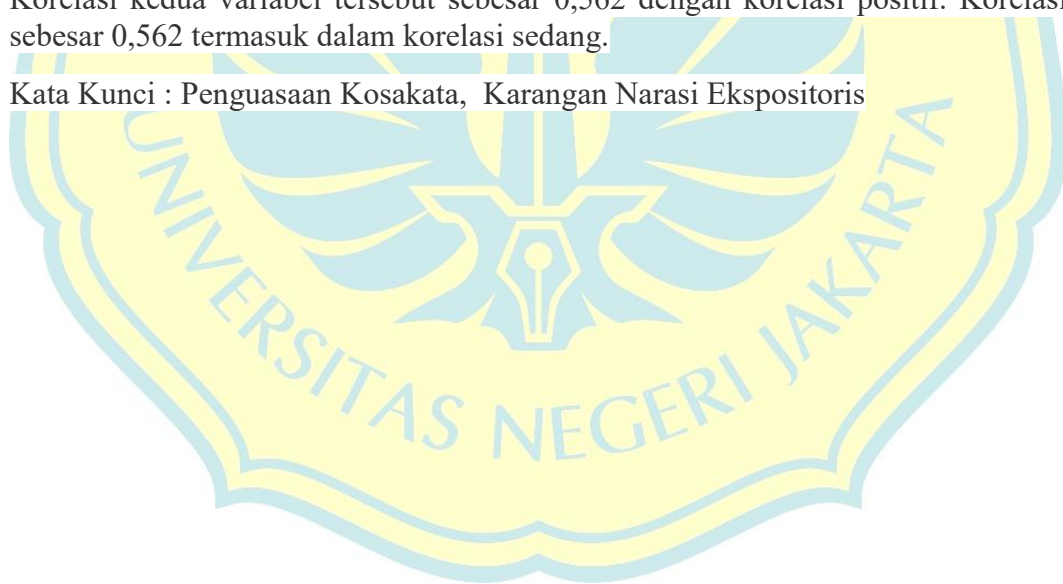 Korelasi kedua variabel tersebut sebesar 0,562 dengan korelasi positif. Korelasi
sebesar 0,562 termasuk dalam korelasi sedang.
Kata Kunci : Penguasaan Kosakata, Karangan Narasi Ekspositoris
UNIVERSITAS NEGERI JAKARTA